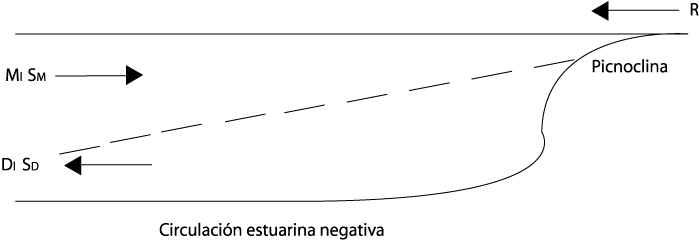 R
Picnoclina
MI SM
DI SD
Circulación estuarina negativa